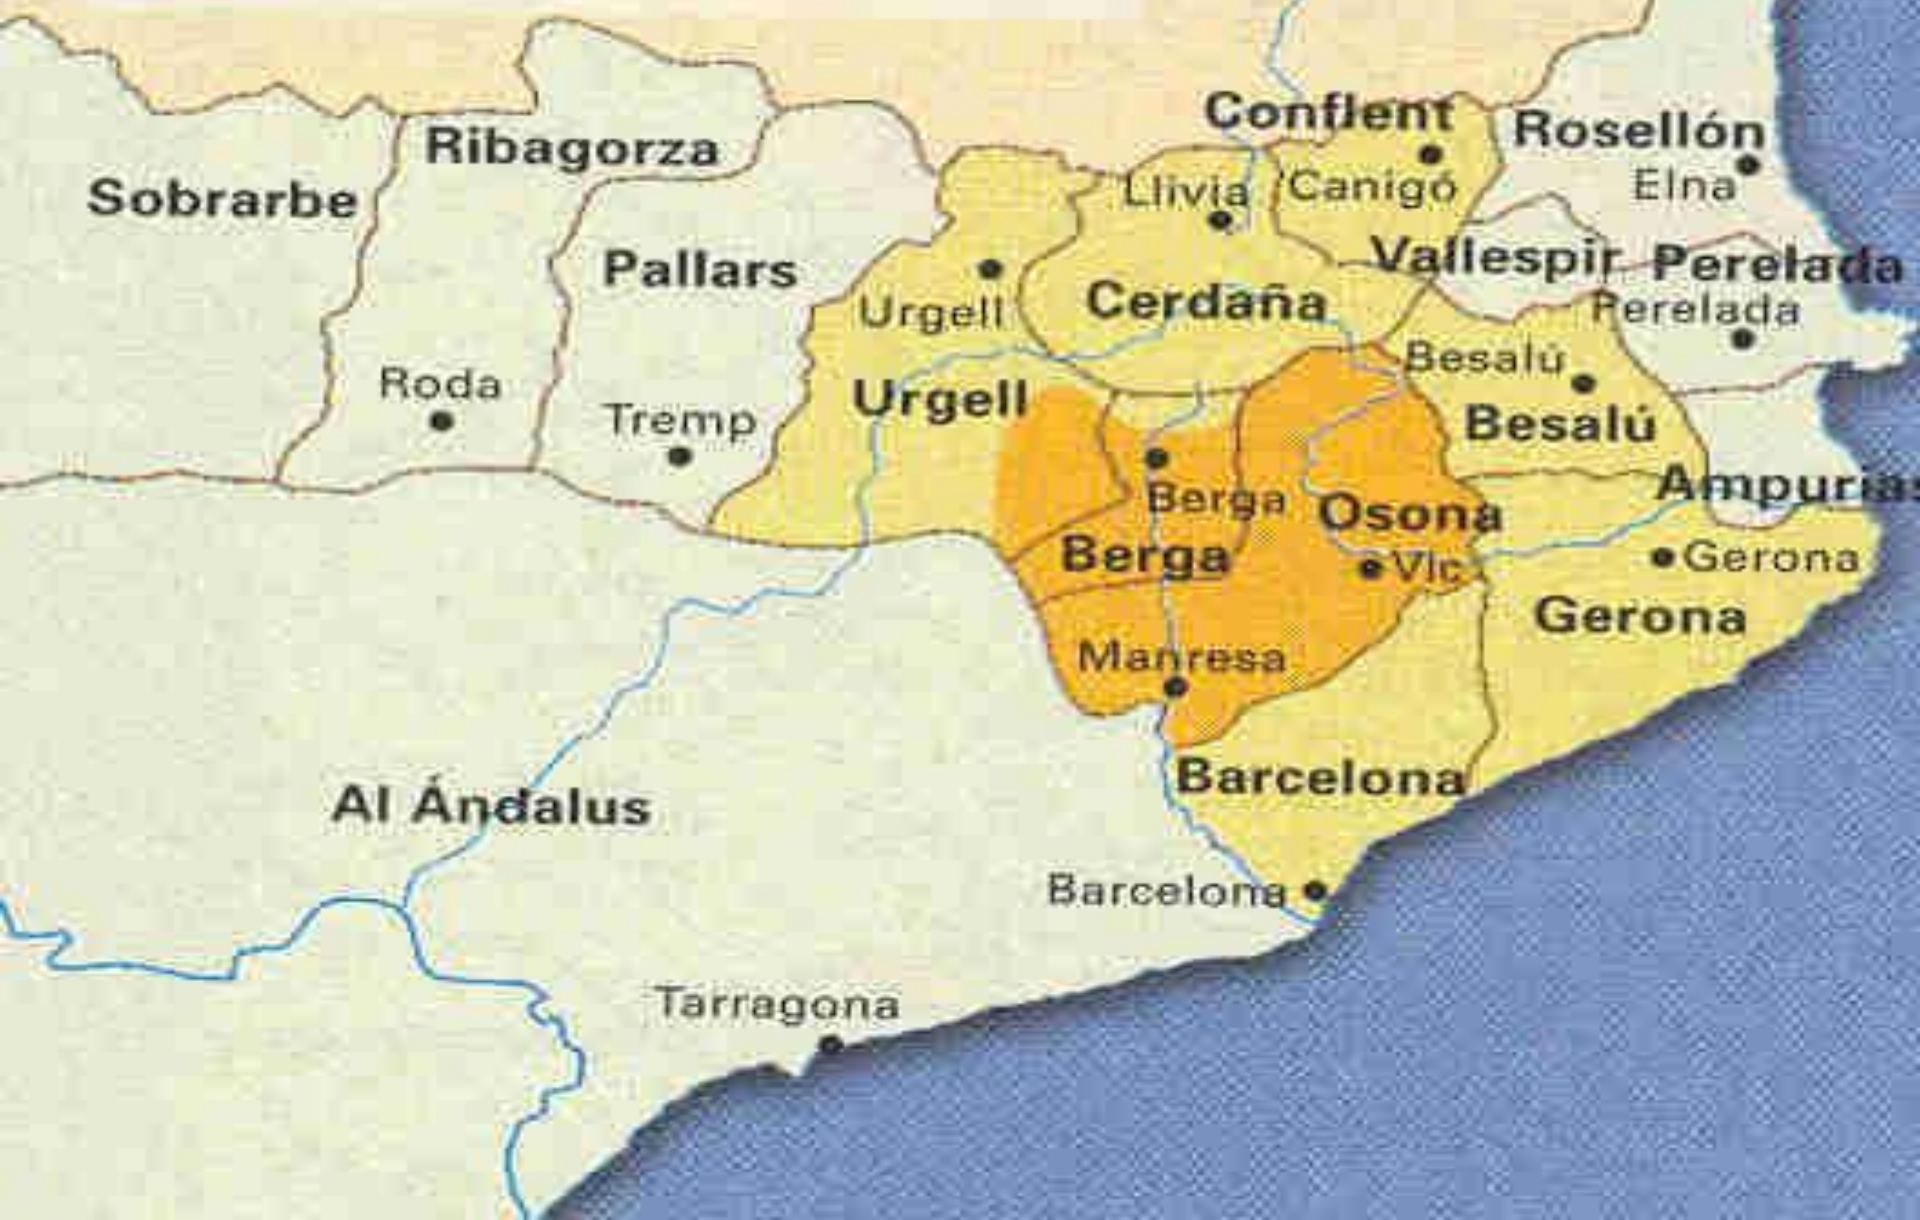 Conflent
Rosellón
Ribagorza
Sobrarbe
Llivia
Canigó
Elna
Pallars
Vallespir
Perelada
Urgell
Cerdaña
Perelada
Besalú
Roda
Urgell
Tremp
Besalú
Ampurias
Berga
Osona
Berga
Vic
Gerona
Gerona
Manresa
Barcelona
Al Ándalus
Barcelona
Tarragona